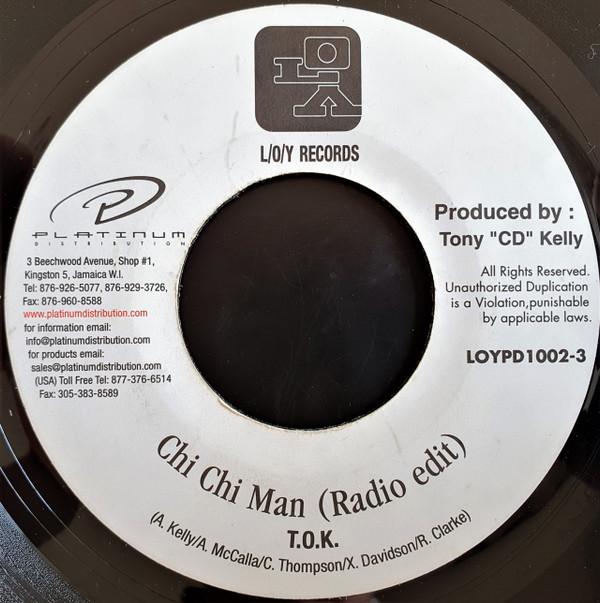 L/O/Y RECORDS
PLATINUM
DISTRIBUTION
3 Beechwood Avenue, Shop #1,
Kingston 5, Jamaica W.I.
Tel: 876-926-5077, 876-929-3726,
Fax: 876-960-8588
www.platinumdistribution.com
for information email:
info@platinumdistribution.com
for products email:
sales@platinumdistribution.com
(USA) Toll Free Tel: 877-376-6514
Fax: 305-383-8589
Produced by :
Tony "CD" Kelly
All Rights Reserved.
Unauthorized Duplication
is a Violation,punishable
by applicable laws.
LOYPD1002-3
Chi Chi Man (Radio edit)
T.O.K.
(A. Kelly/A. McCalla/C. Thompson/X. Davidson/R. Clarke)